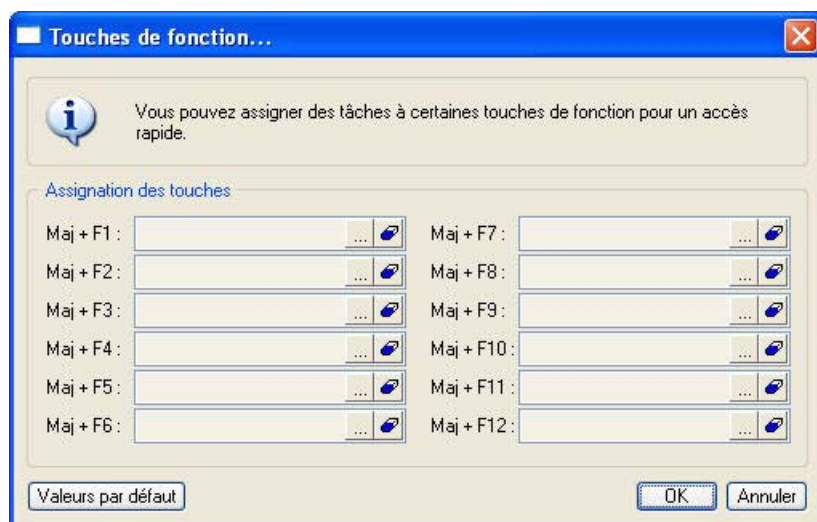 Touches de fonction...
Vous pouvez assigner des tâches à certaines touches de fonction pour un accès
rapide.
Assignation des touches
Maj + F1 : ... Maj + F7 : ...
Maj + F2 : ... Maj + F8 : ...
Maj + F3 : ... Maj + F9 : ...
Maj + F4 : ... Maj + F10 : ...
Maj + F5 : ... Maj + F11 : ...
Maj + F6 : ... Maj + F12 : ...
Valeurs par défaut OK Annuler